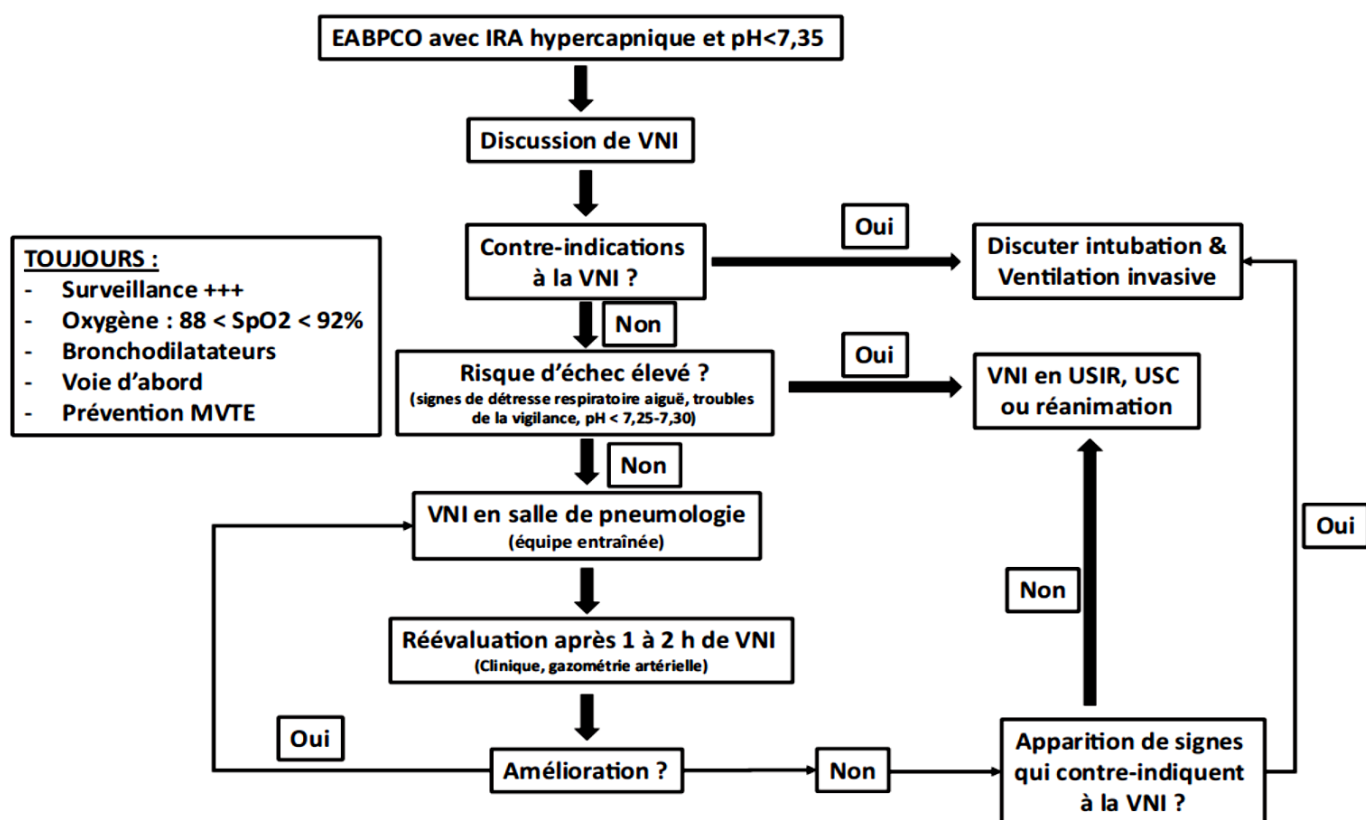 EABPCO avec IRA hypercapnique et pH<7,35
Discussion de VNI
Contre-indications
à la VNI ?
Oui
Discuter intubation &
Ventilation invasive
TOUJOURS :
- Surveillance +++
- Oxygène : 88 < SpO2 < 92%
- Bronchodilatateurs
- Voie d'abord
- Prévention MVTE
Non
Risque d'échec élevé ?
(signes de détresse respiratoire aiguë, troubles
de la vigilance, pH < 7,25-7,30)
Oui
VNI en USIR, USC
ou réanimation
Non
VNI en salle de pneumologie
(équipe entraînée)
Oui
Non
Réévaluation après 1 à 2 h de VNI
(Clinique, gazométrie artérielle)
Oui
Amélioration ?
Non
Apparition de signes
qui contre-indiquent
à la VNI ?